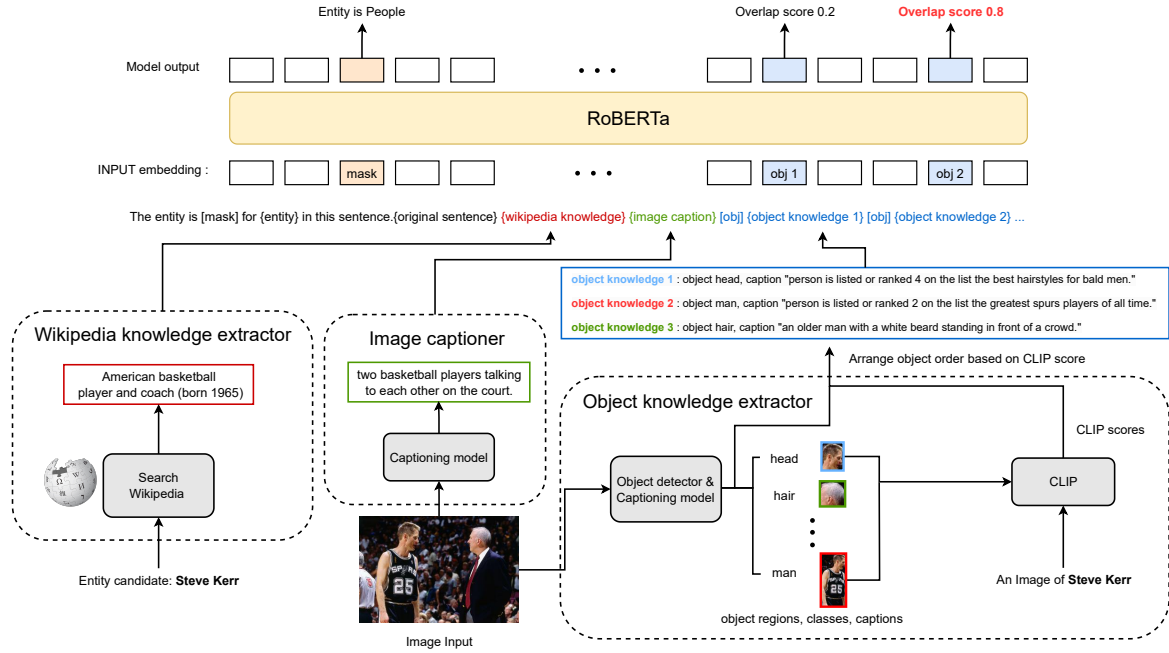 Entity is People
Overlap score 0.2
Overlap score 0.8
Model output
RoBERTa
INPUT embedding :
mask
obj 1
obj 2
The entity is [mask] for {entity} in this sentence.{original sentence} {wikipedia knowledge} {image caption} [obj] {object knowledge 1} [obj] {object knowledge 2} ...
object knowledge 1 : object head, caption "person is listed or ranked 4 on the list the best hairstyles for bald men."
object knowledge 2 : object man, caption "person is listed or ranked 2 on the list the greatest spurs players of all time."
object knowledge 3 : object hair, caption "an older man with a white beard standing in front of a crowd."
Arrange object order based on CLIP score
Wikipedia knowledge extractor
American basketball
player and coach (born 1965)
Search
Wikipedia
Entity candidate: Steve Kerr
Image captioner
two basketball players talking
to each other on the court.
Captioning model
SPURS
25
Image Input
Object knowledge extractor
Object detector &
Captioning model
head
hair
man
25
object regions, classes, captions
CLIP scores
CLIP
An Image of Steve Kerr